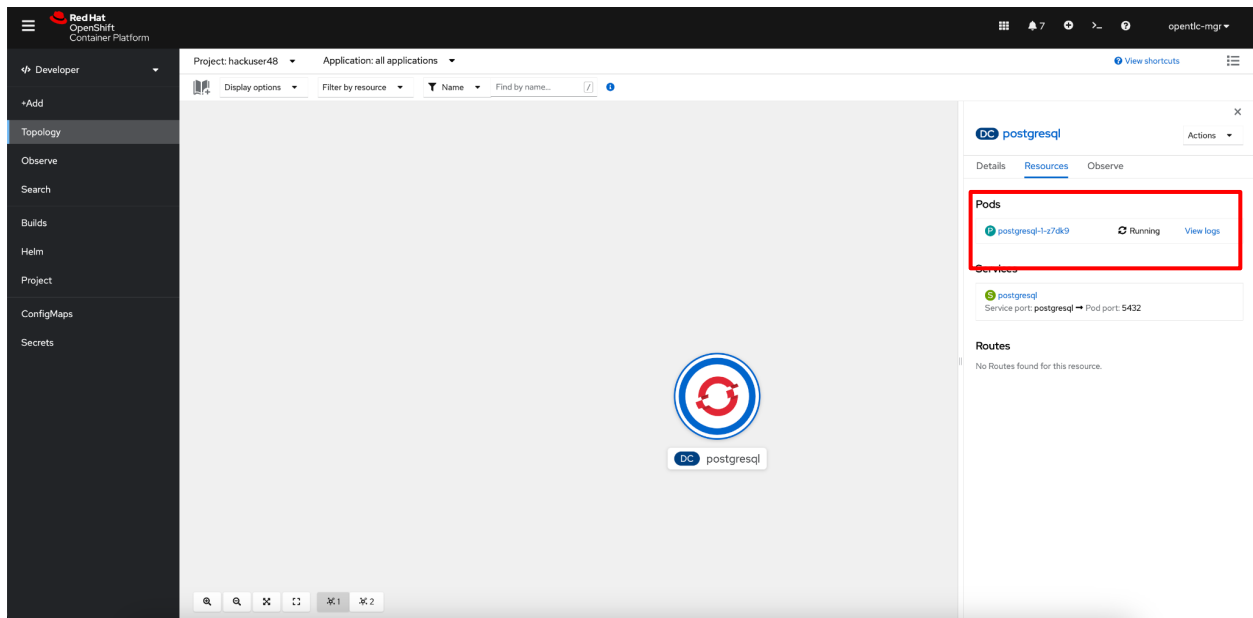 Red Hat
OpenShift
Container Platform
7
opentlc-mgr
Developer
+Add
Topology
Observe
Search
Builds
Helm
Project
ConfigMaps
Secrets
Project: hackuser48
Application: all applications
View shortcuts
Display options
Filter by resource
Name
Find by name...
/
DC postgresql
1
2
DC postgresql
Actions
Details
Resources
Observe
Pods
P postgresql-1-z7dk9
Running
View logs
Services
S postgresql
Service port: postgresql → Pod port: 5432
Routes
No Routes found for this resource.